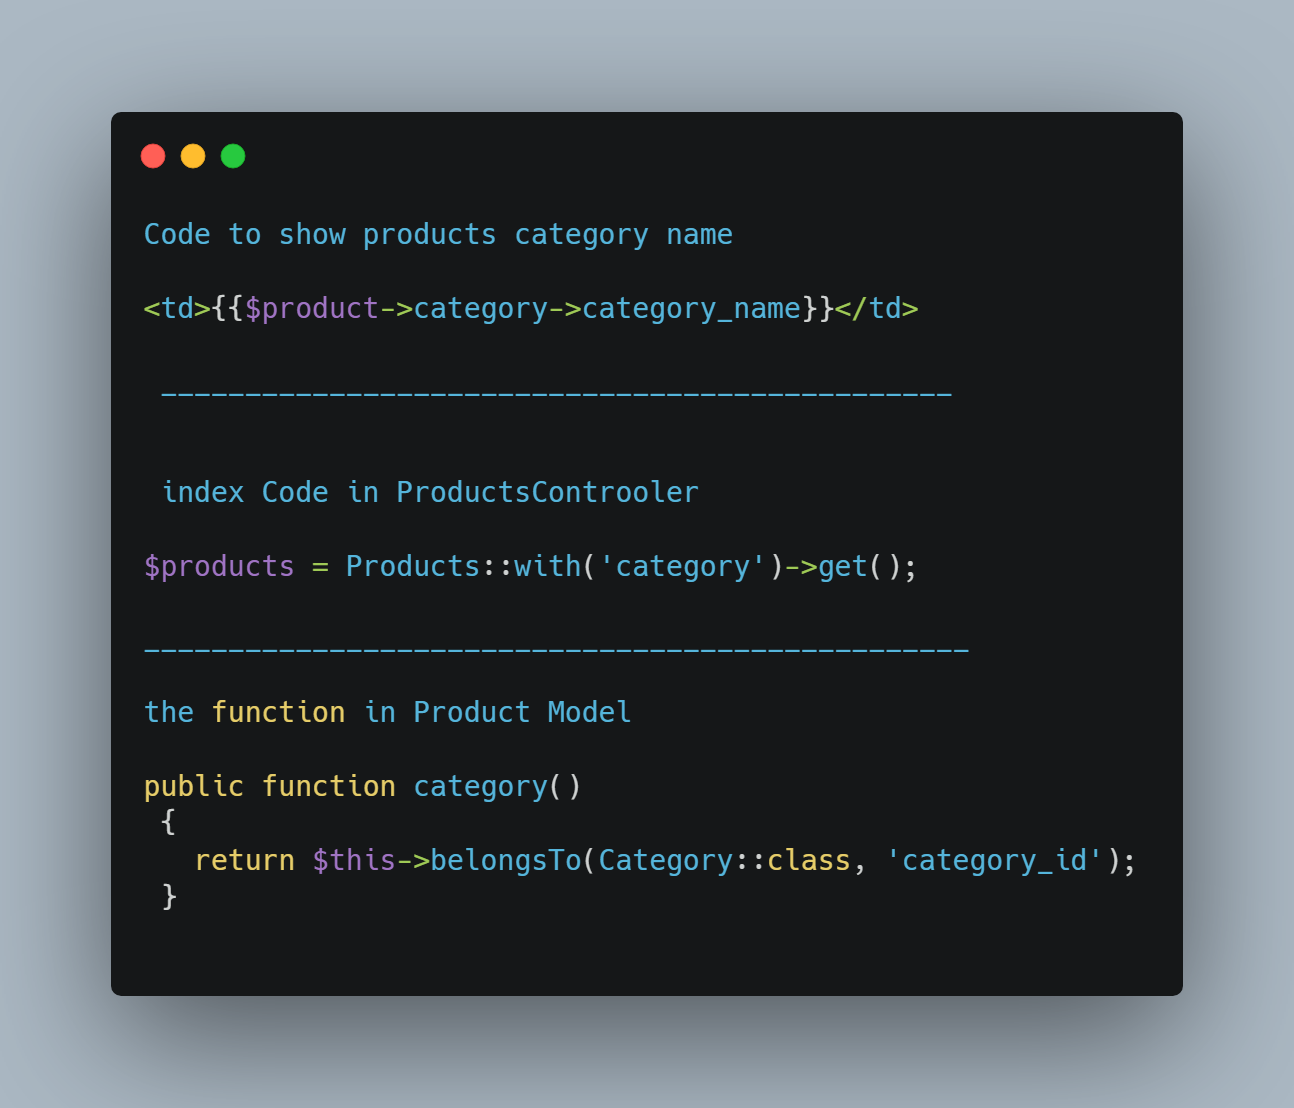 Code to show products category name
<td>{{$product->category->category_name}}</td>
-----------------------------------------------
index Code in ProductsControoler
$products = Products::with('category')->get();
-------------------------------------------------
the function in Product Model
public function category()
{
return $this->belongsTo(Category::class, 'category_id');
}